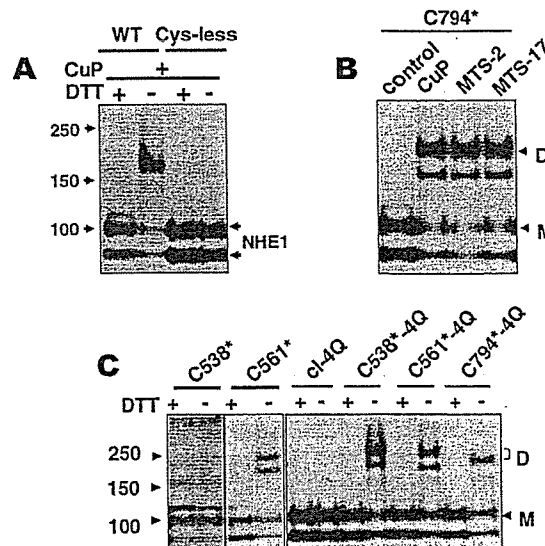 A
WT Cys-less
CuP +
DTT + - + -
250
150
100
NHE1
B
C794*
control CuP MTS-2 MTS-17
D
M
C
C538* C561* cl-4Q C538*-4Q C561*-4Q C794*-4Q
DTT + - + - + - + - + - + -
250
150
100
D
M